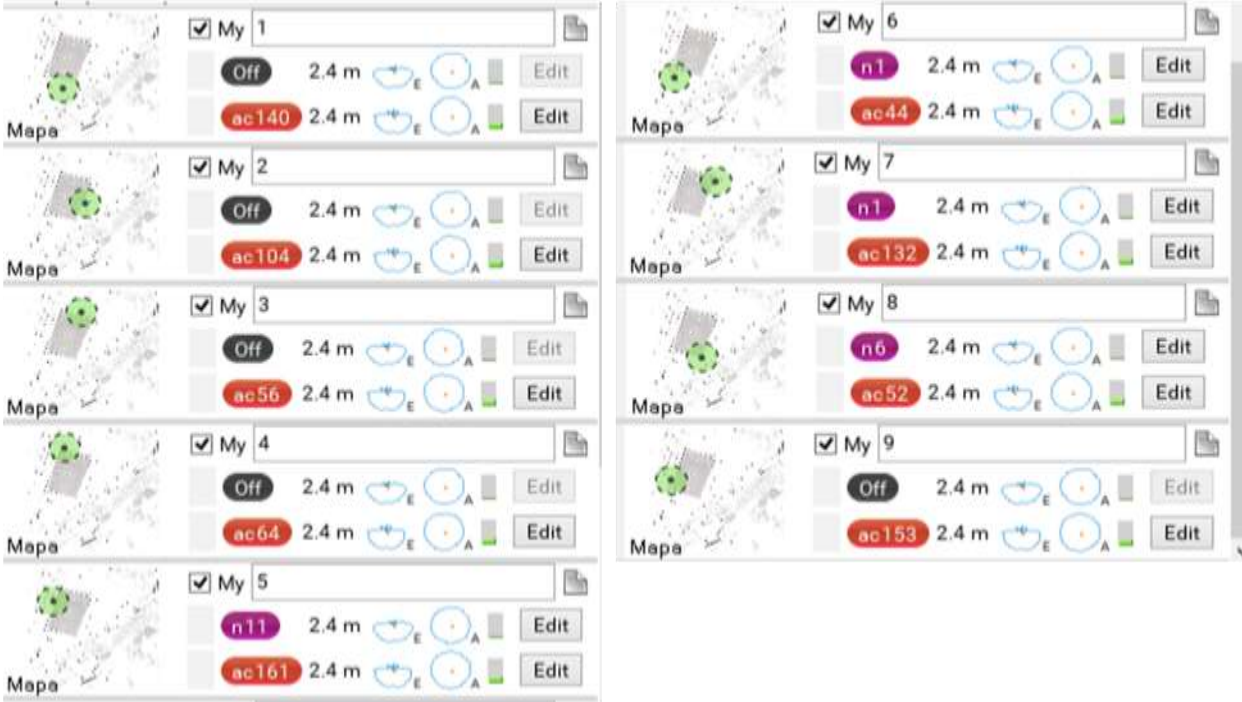 My 1
Off 2.4 m E A Edit
ac140 2.4 m E A Edit
Mapa
My 2
Off 2.4 m E A Edit
ac104 2.4 m E A Edit
Mapa
My 3
Off 2.4 m E A Edit
ac56 2.4 m E A Edit
Mapa
My 4
Off 2.4 m E A Edit
ac64 2.4 m E A Edit
Mapa
My 5
n11 2.4 m E A Edit
ac161 2.4 m E A Edit
Mapa
My 6
n1 2.4 m E A Edit
ac44 2.4 m E A Edit
Mapa
My 7
n1 2.4 m E A Edit
ac132 2.4 m E A Edit
Mapa
My 8
n6 2.4 m E A Edit
ac52 2.4 m E A Edit
Mapa
My 9
Off 2.4 m E A Edit
ac153 2.4 m E A Edit
Mapa